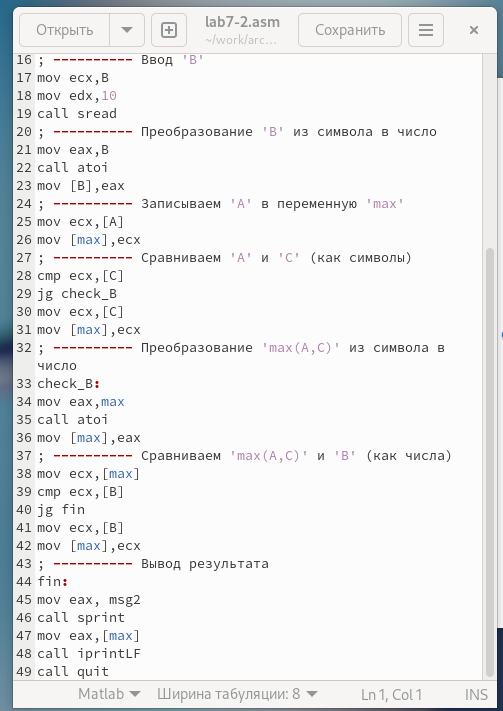 Открыть
lab7-2.asm
~/work/arc...
Сохранить
16 ; ---------- Ввод 'B'
17 mov ecx,B
18 mov edx,10
19 call sread
20 ; ---------- Преобразование 'B' из символа в число
21 mov eax,B
22 call atoi
23 mov [B],eax
24 ; ---------- Записываем 'A' в переменную 'max'
25 mov ecx,[A]
26 mov [max],ecx
27 ; ---------- Сравниваем 'A' и 'C' (как символы)
28 cmp ecx,[C]
29 jg check_B
30 mov ecx,[C]
31 mov [max],ecx
32 ; ---------- Преобразование 'max(A,C)' из символа в
число
33 check_B:
34 mov eax,max
35 call atoi
36 mov [max],eax
37 ; ---------- Сравниваем 'max(A,C)' и 'B' (как числа)
38 mov ecx,[max]
39 cmp ecx,[B]
40 jg fin
41 mov ecx,[B]
42 mov [max],ecx
43 ; ---------- Вывод результата
44 fin:
45 mov eax, msg2
46 call sprint
47 mov eax,[max]
48 call iprintLF
49 call quit
Matlab Ширина табуляции: 8 Ln 1, Col 1 INS